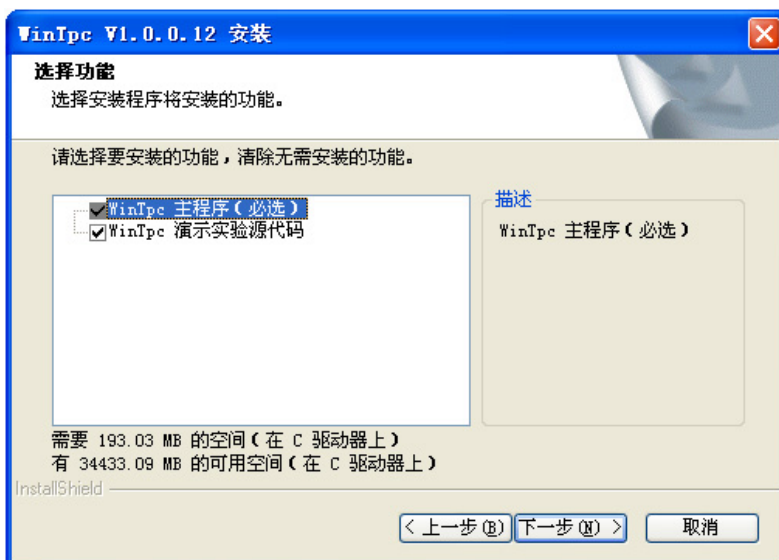 WinTpc V1.0.0.12 安装
选择功能
选择安装程序将安装的功能。
请选择要安装的功能，清除无需安装的功能。
WinTpc 主程序（必选）
WinTpc 演示实验源代码
描述
WinTpc 主程序（必选）
需要 193.03 MB 的空间（在 C 驱动器上）
有 34433.09 MB 的可用空间（在 C 驱动器上）
InstallShield
< 上一步(B)
下一步(N) >
取消